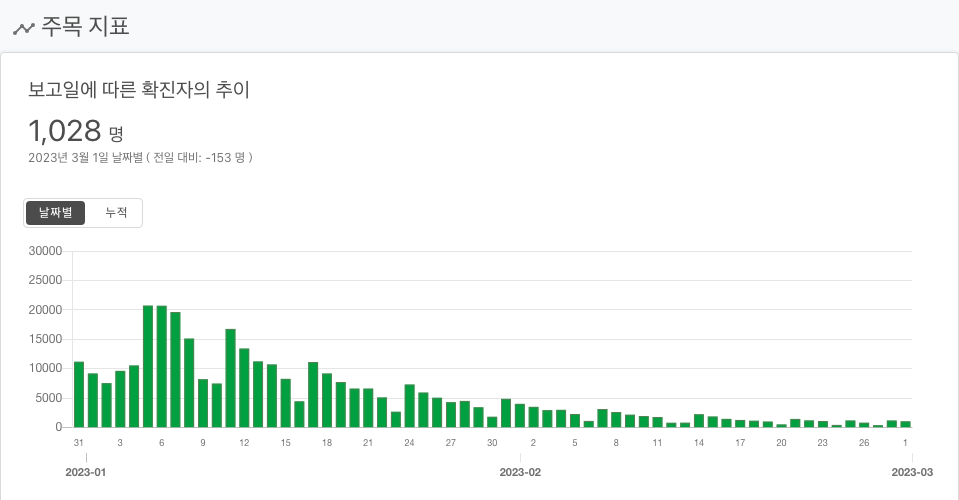 주목 지표
보고일에 따른 확진자의 추이
1,028 명
2023년 3월 1일 날짜별 ( 전일 대비: -153 명 )
날짜별 누적
30000
25000
20000
15000
10000
5000
0
31 3 6 9 12 15 18 21 24 27 30 2 5 8 11 14 17 20 23 26 1
2023-01 2023-02 2023-03